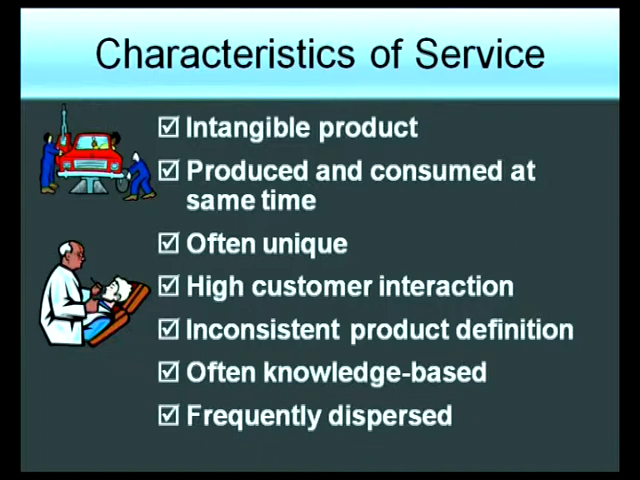 Characteristics of Service
☑ Intangible product
☑ Produced and consumed at
same time
☑ Often unique
☑ High customer interaction
☑ Inconsistent product definition
☑ Often knowledge-based
☑ Frequently dispersed